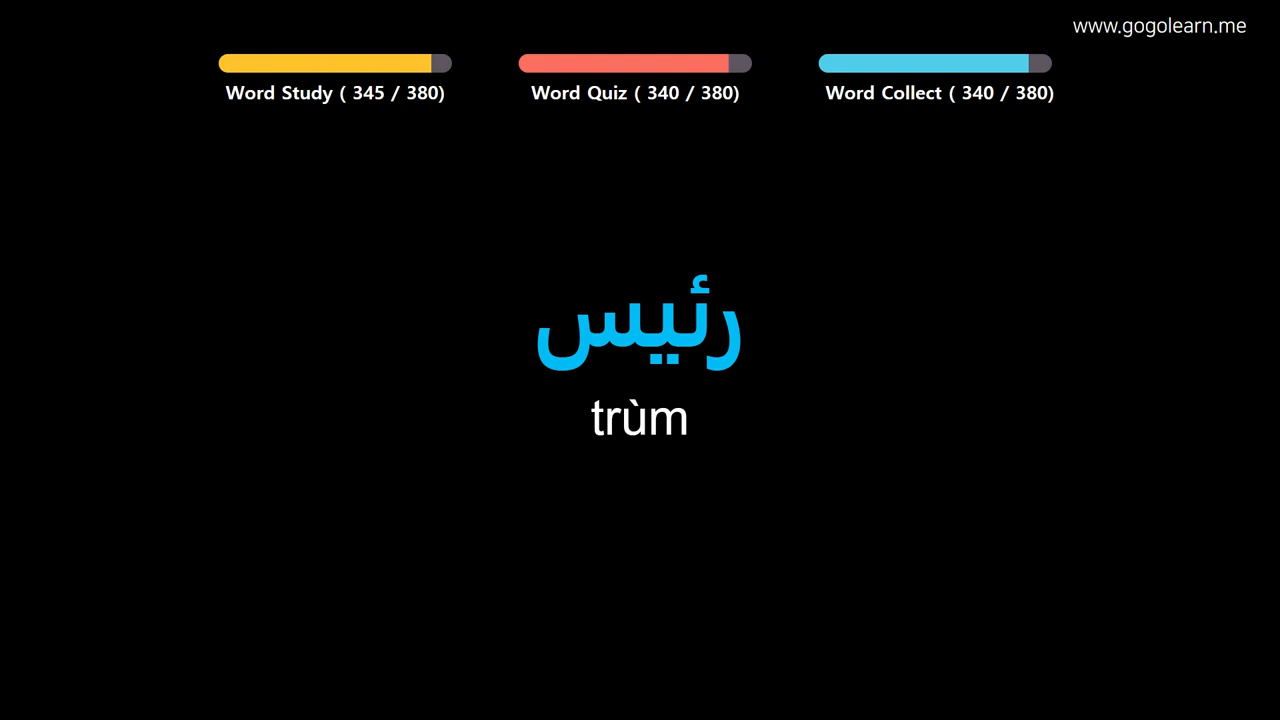 www.gogolearn.me
Word Study ( 345 / 380)
Word Quiz ( 340 / 380)
Word Collect ( 340 / 380)
رئيس
trùm